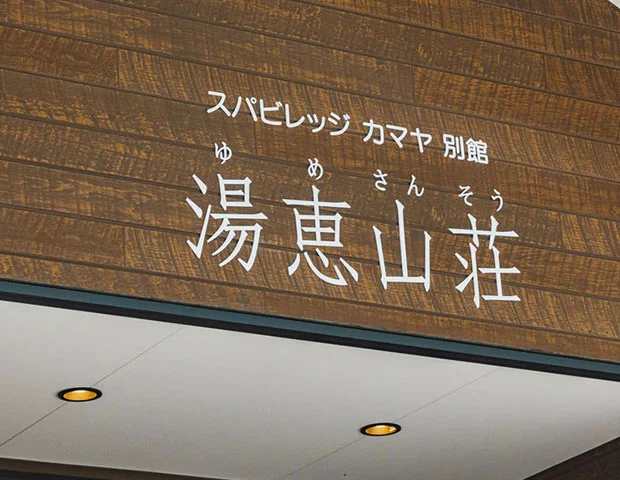 スパビレッジ カマヤ 別館
ゆ め さん そう
湯恵山荘